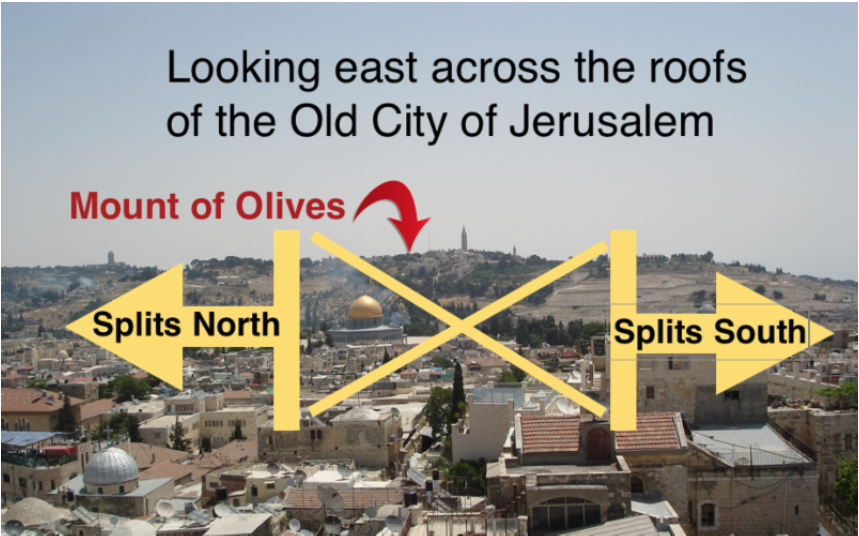 Looking east across the roofs
of the Old City of Jerusalem
Mount of Olives
Splits North
Splits South